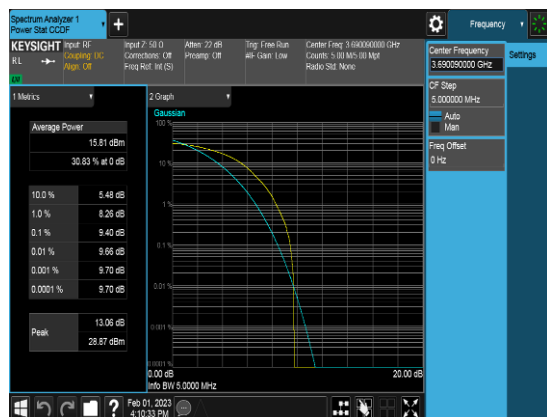 Spectrum Analyzer 1
Power Stat CCDF
Frequency
KEYSIGHT
RL
Input: RF
Coupling: DC
Align: Off
Input Z: 50 Ω
Corrections: Off
Freq Ref: Int (S)
Atten: 22 dB
Preamp: Off
Trig: Free Run
#IF Gain: Low
Center Freq: 3.690090000 GHz
Counts: 5.00 M/5.00 Mpt
Radio Std: None
Center Frequency
3.690090000 GHz
Settings
CF Step
5.000000 MHz
Auto
Man
Freq Offset
0 Hz
1 Metrics
Average Power
15.81 dBm
30.83 % at 0 dB
10.0 % 5.48 dB
1.0 % 8.26 dB
0.1 % 9.40 dB
0.01 % 9.66 dB
0.001 % 9.70 dB
0.0001 % 9.70 dB
Peak
13.06 dB
28.87 dBm
2 Graph
Gaussian
100 %
10 %
1 %
0.1 %
0.01 %
0.001 %
0.0001 %
0.00 dB
20.00 dB
Info BW 5.0000 MHz
?
Feb 01, 2023
4:10:33 PM